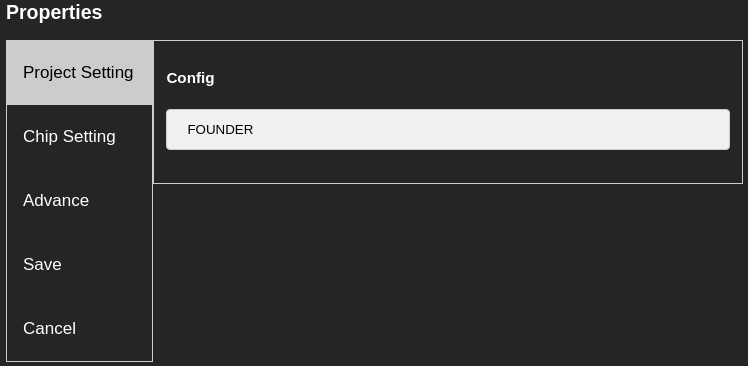 Properties
Project Setting
Chip Setting
Advance
Save
Cancel
Config
FOUNDER